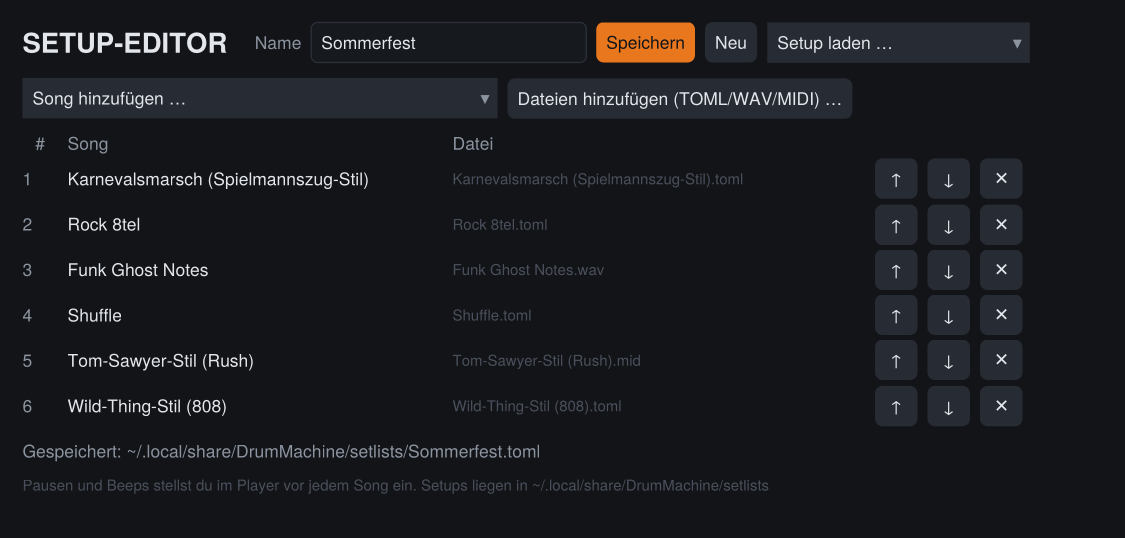 SETUP-EDITOR Name Sommerfest Speichern Neu Setup laden … ▼
Song hinzufügen … ▼ Dateien hinzufügen (TOML/WAV/MIDI) …
# Song Datei
1 Karnevalsmarsch (Spielmannszug-Stil) Karnevalsmarsch (Spielmannszug-Stil).toml ↑ ↓ ✕
2 Rock 8tel Rock 8tel.toml ↑ ↓ ✕
3 Funk Ghost Notes Funk Ghost Notes.wav ↑ ↓ ✕
4 Shuffle Shuffle.toml ↑ ↓ ✕
5 Tom-Sawyer-Stil (Rush) Tom-Sawyer-Stil (Rush).mid ↑ ↓ ✕
6 Wild-Thing-Stil (808) Wild-Thing-Stil (808).toml ↑ ↓ ✕
Gespeichert: ~/.local/share/DrumMachine/setlists/Sommerfest.toml
Pausen und Beeps stellst du im Player vor jedem Song ein. Setups liegen in ~/.local/share/DrumMachine/setlists